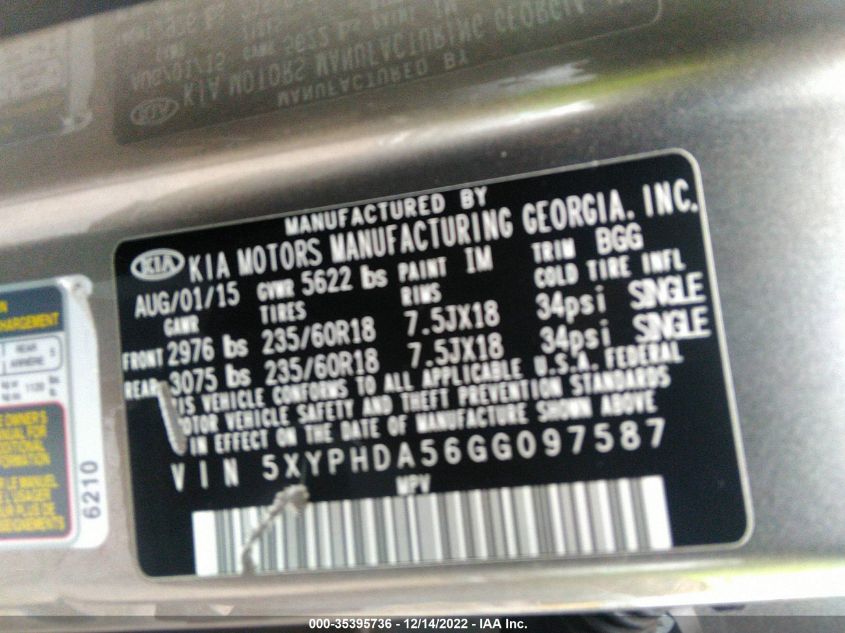 MANUFACTURED BY
KIA KIA MOTORS MANUFACTURING GEORGIA. INC.
AUG/01/15 GVWR 5622 lbs PAINT IM TRIM BGG
GAWR TIRES RIMS COLD TIRE INFL
FRONT 2976 lbs 235/60R18 7.5JX18 34psi SINGLE
REAR 3075 lbs 235/60R18 7.5JX18 34psi SINGLE
VEHICLE CONFORMS TO ALL APPLICABLE U.S.A. FEDERAL
MOTOR VEHICLE SAFETY AND THEFT PREVENTION STANDARDS
IN EFFECT ON THE DATE OF MANUFACTURE SHOWN ABOVE
VIN 5XYPHDA56GG097587
MPV
6210
000-35395736 - 12/14/2022 - IAA Inc.